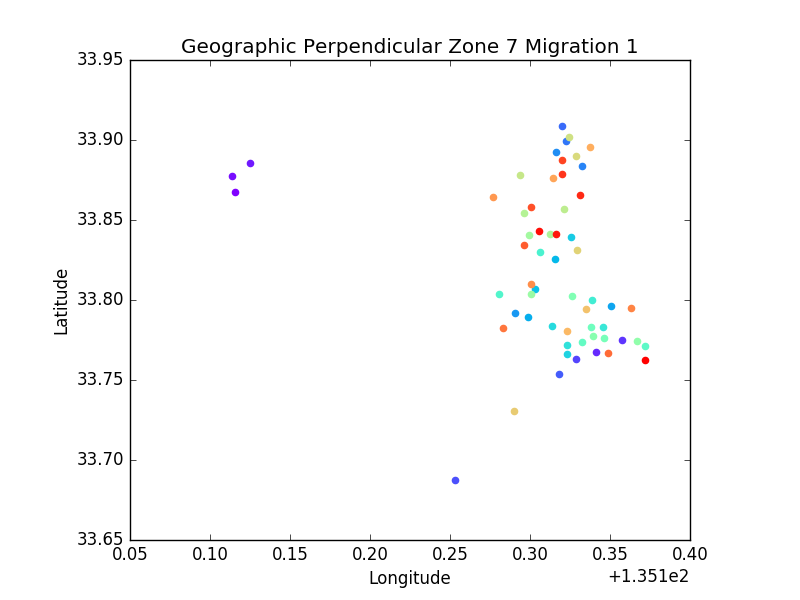 Geographic Perpendicular Zone 7 Migration 1
33.95
33.90
33.85
33.80
33.75
33.70
33.65
Latitude
0.05 0.10 0.15 0.20 0.25 0.30 0.35 0.40
+1.351e2
Longitude